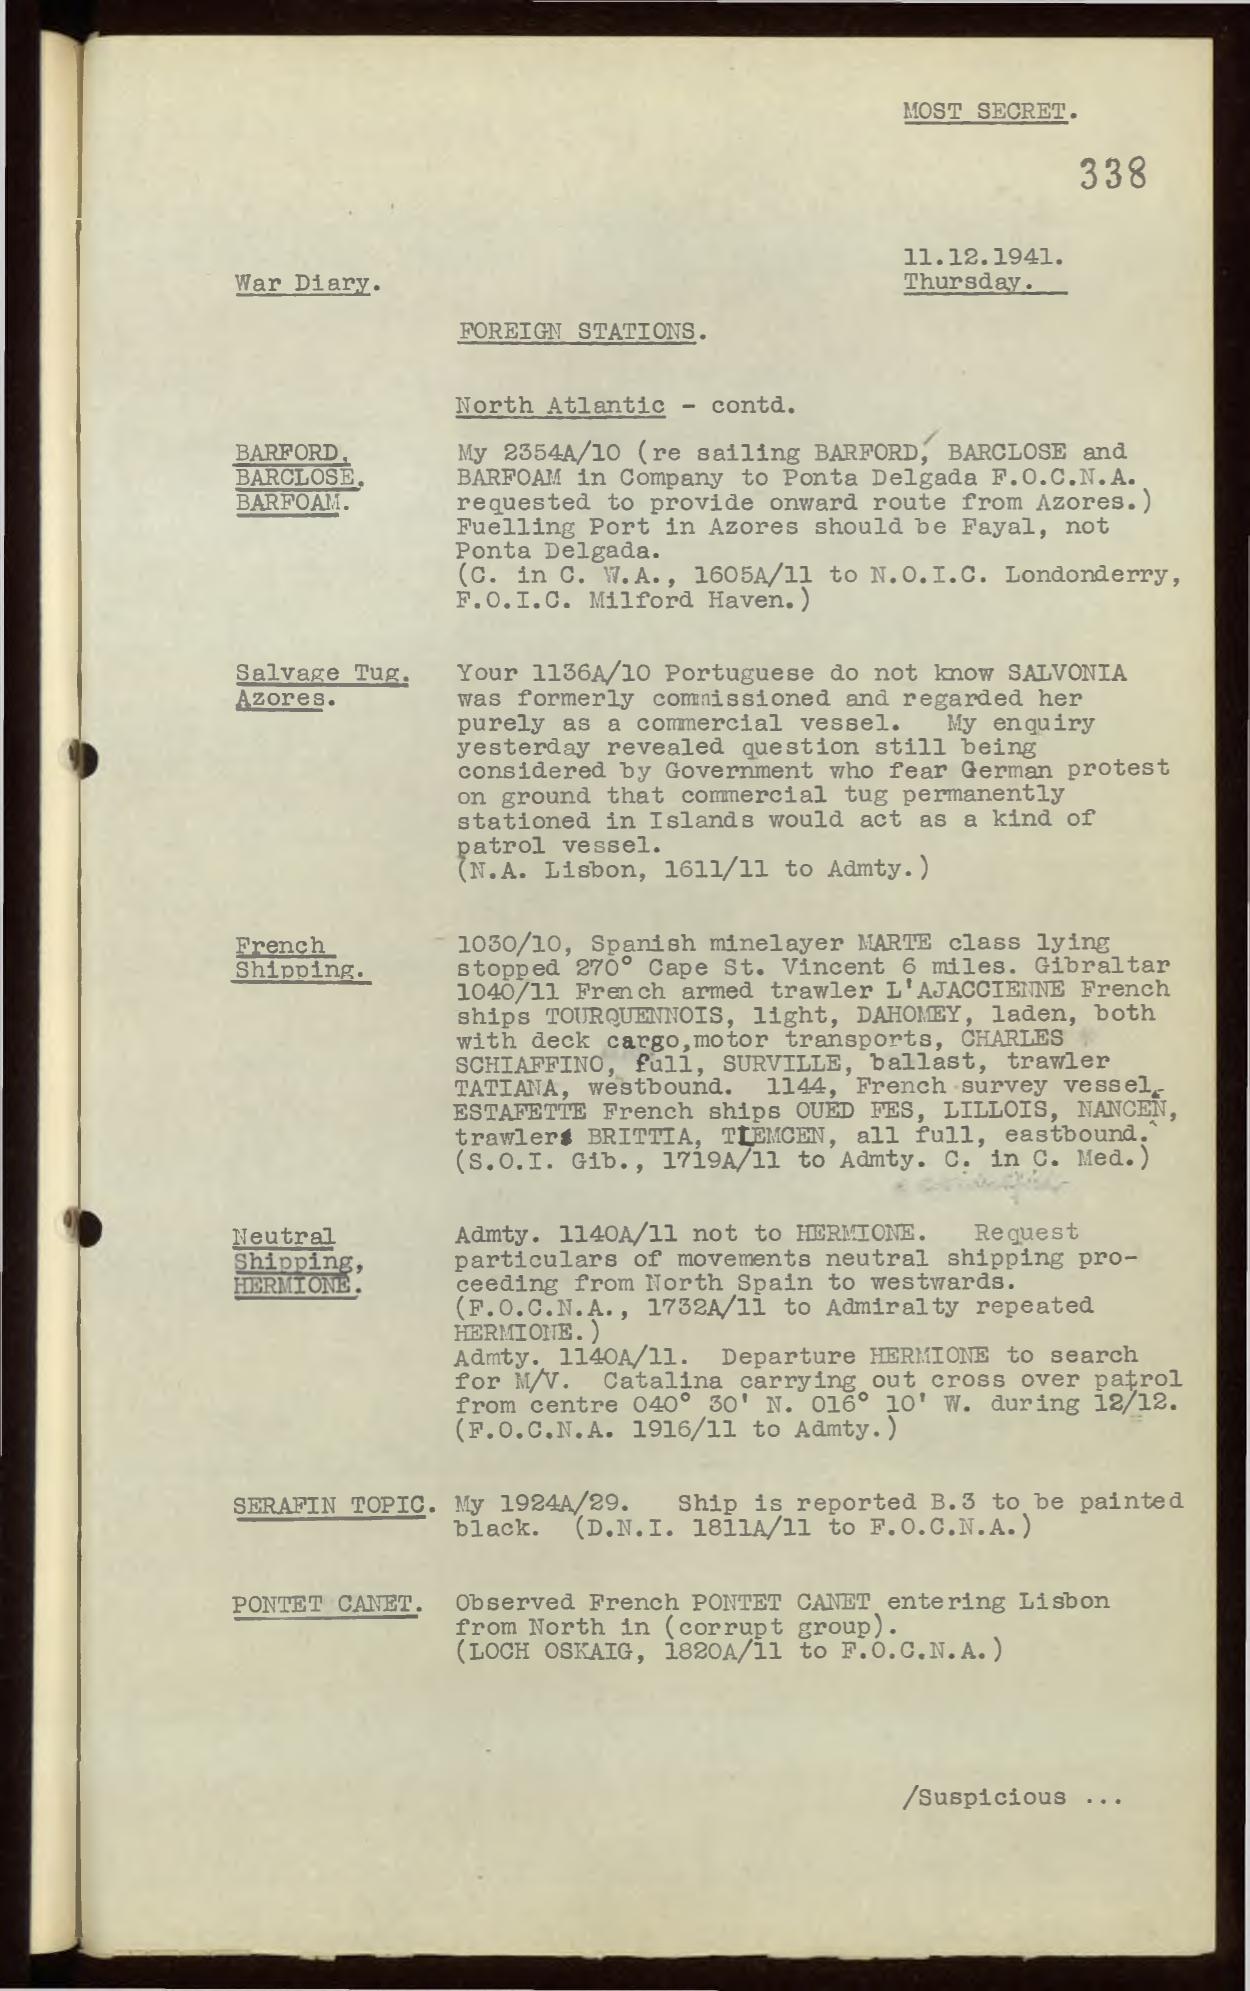 MOST SECRET.
338
11.12.1941.
War Diary.
Thursday.
FOREIGN STATIONS.
North Atlantic - contd.
BARFORD,
BARCLOSE,
BARFOAM.
My 2354A/10 (re sailing BARFORD, BARCLOSE and
BARFOAM in Company to Ponta Delgada F.O.C.N.A.
requested to provide onward route from Azores.)
Fuelling Port in Azores should be Fayal, not
Ponta Delgada.
(C. in C. W.A., 1605A/11 to N.O.I.C. Londonderry,
F.O.I.C. Milford Haven.)
Salvage Tug.
Azores.
Your 1136A/10 Portuguese do not know SALVONIA
was formerly commissioned and regarded her
purely as a commercial vessel. My enquiry
yesterday revealed question still being
considered by Government who fear German protest
on ground that commercial tug permanently
stationed in Islands would act as a kind of
patrol vessel.
(N.A. Lisbon, 1611/11 to Admty.)
French
Shipping.
1030/10, Spanish minelayer MARTE class lying
stopped 270° Cape St. Vincent 6 miles. Gibraltar
1040/11 French armed trawler L'AJACCIENNE French
ships TOURQUENNOIS, light, DAHOMEY, laden, both
with deck cargo,motor transports, CHARLES
SCHIAFFINO, full, SURVILLE, ballast, trawler
TATIANA, westbound. 1144, French survey vessel
ESTAFETTE French ships OUED FES, LILLOIS, NANCEN,
trawlers BRITTIA, TLEMCEN, all full, eastbound.
(S.O.I. Gib., 1719A/11 to Admty. C. in C. Med.)
Neutral
Shipping,
HERMIONE.
Admty. 1140A/11 not to HERMIONE. Request
particulars of movements neutral shipping pro-
ceeding from North Spain to westwards.
(F.O.C.N.A., 1732A/11 to Admiralty repeated
HERMIONE.)
Admty. 1140A/11. Departure HERMIONE to search
for M/V. Catalina carrying out cross over patrol
from centre 040° 30' N. 016° 10' W. during 12/12.
(F.O.C.N.A. 1916/11 to Admty.)
SERAFIN TOPIC.
My 1924A/29. Ship is reported B.3 to be painted
black. (D.N.I. 1811A/11 to F.O.C.N.A.)
PONTET CANET.
Observed French PONTET CANET entering Lisbon
from North in (corrupt group).
(LOCH OSKAIG, 1820A/11 to F.O.C.N.A.)
/Suspicious ...